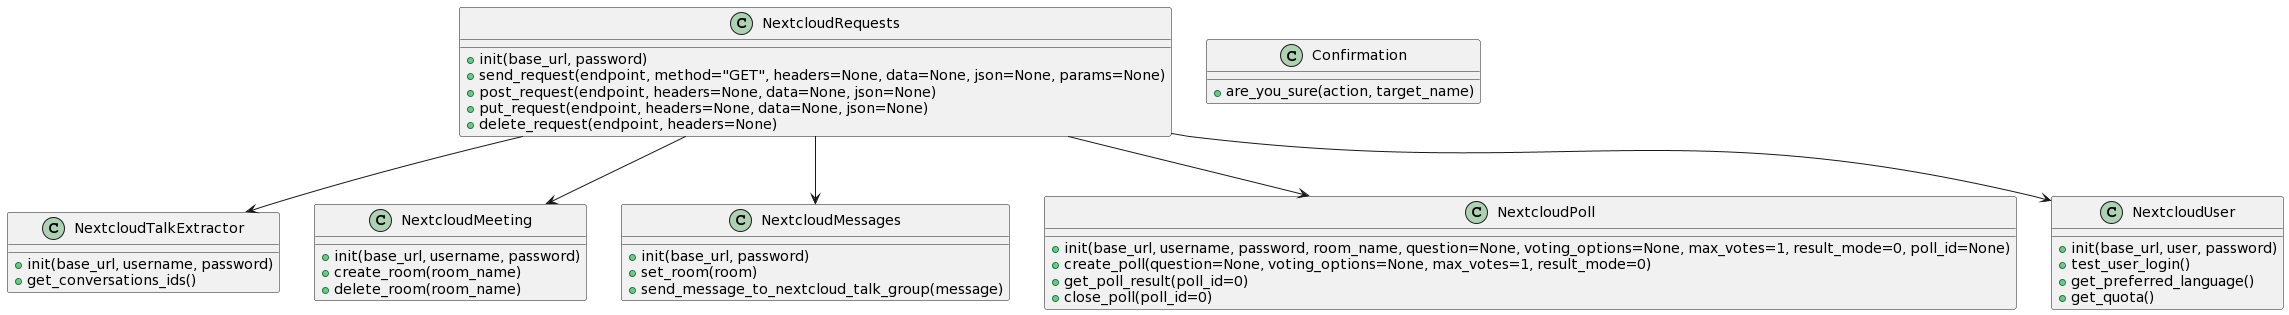 C NextcloudRequests
init(base_url, password)
send_request(endpoint, method="GET", headers=None, data=None, json=None, params=None)
post_request(endpoint, headers=None, data=None, json=None)
put_request(endpoint, headers=None, data=None, json=None)
delete_request(endpoint, headers=None)
C Confirmation
are_you_sure(action, target_name)
C NextcloudTalkExtractor
init(base_url, username, password)
get_conversations_ids()
C NextcloudMeeting
init(base_url, username, password)
create_room(room_name)
delete_room(room_name)
C NextcloudMessages
init(base_url, password)
set_room(room)
send_message_to_nextcloud_talk_group(message)
C NextcloudPoll
init(base_url, username, password, room_name, question=None, voting_options=None, max_votes=1, result_mode=0, poll_id=None)
create_poll(question=None, voting_options=None, max_votes=1, result_mode=0)
get_poll_result(poll_id=0)
close_poll(poll_id=0)
C NextcloudUser
init(base_url, user, password)
test_user_login()
get_preferred_language()
get_quota()